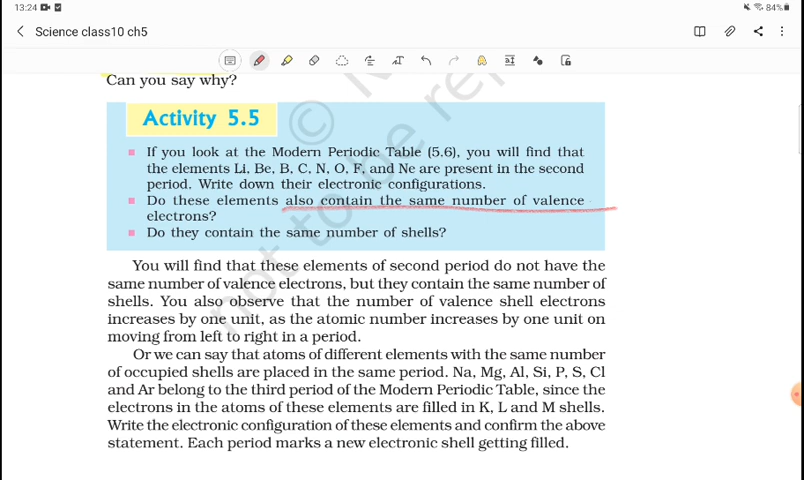 13:24
84%
Science class10 ch5
Can you say why?
Activity 5.5
If you look at the Modern Periodic Table (5.6), you will find that
the elements Li, Be, B, C, N, O, F, and Ne are present in the second
period. Write down their electronic configurations.
Do these elements also contain the same number of valence
electrons?
Do they contain the same number of shells?
You will find that these elements of second period do not have the
same number of valence electrons, but they contain the same number of
shells. You also observe that the number of valence shell electrons
increases by one unit, as the atomic number increases by one unit on
moving from left to right in a period.
Or we can say that atoms of different elements with the same number
of occupied shells are placed in the same period. Na, Mg, Al, Si, P, S, Cl
and Ar belong to the third period of the Modern Periodic Table, since the
electrons in the atoms of these elements are filled in K, L and M shells.
Write the electronic configuration of these elements and confirm the above
statement. Each period marks a new electronic shell getting filled.
not to be re